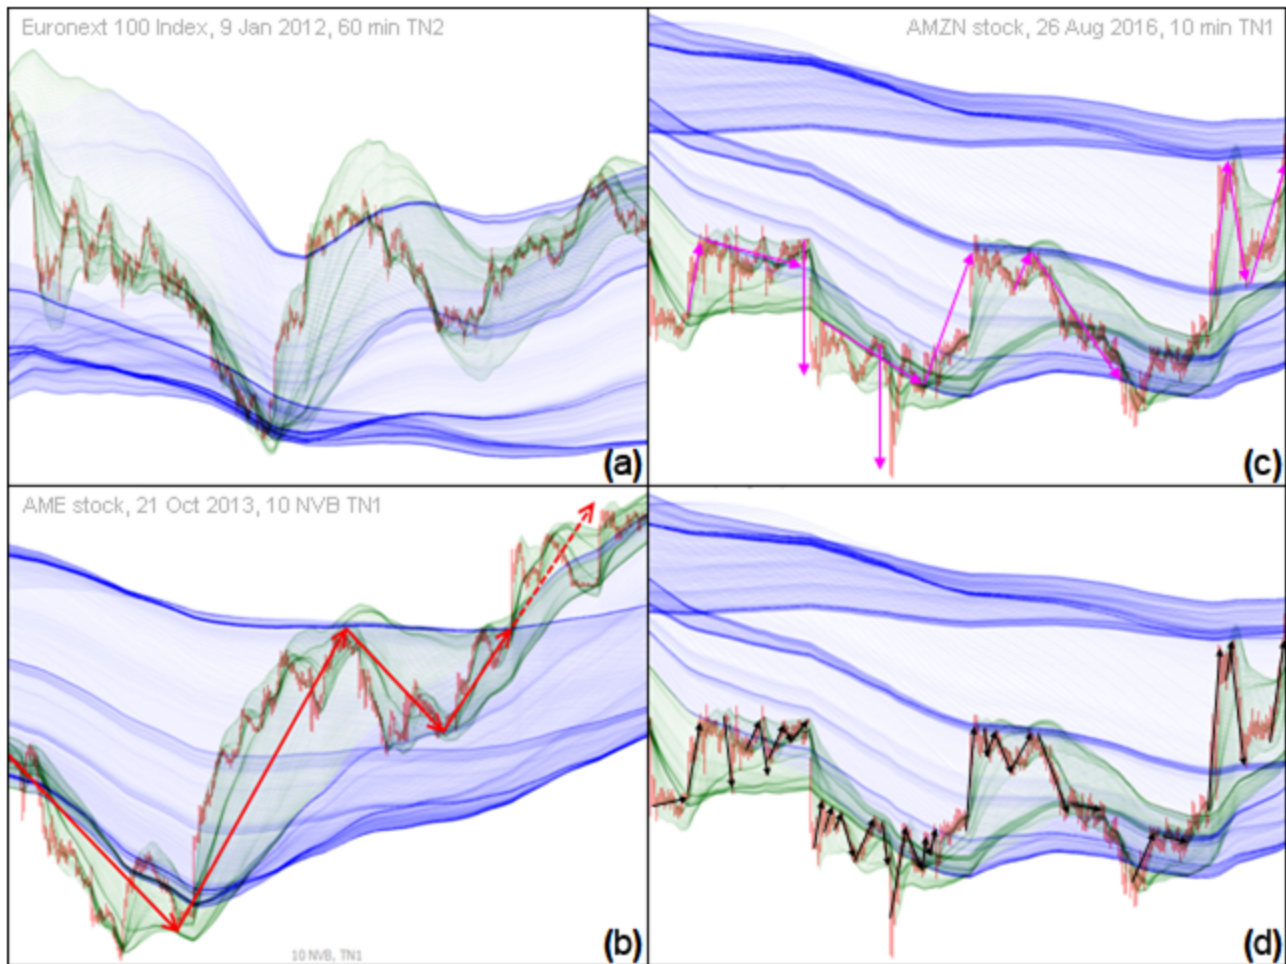 Euronext 100 Index, 9 Jan 2012, 60 min TN2
(a)
AMZN stock, 26 Aug 2016, 10 min TN1
(c)
AME stock, 21 Oct 2013, 10 NVB TN1
10 NVB, TN1
(b)
(d)